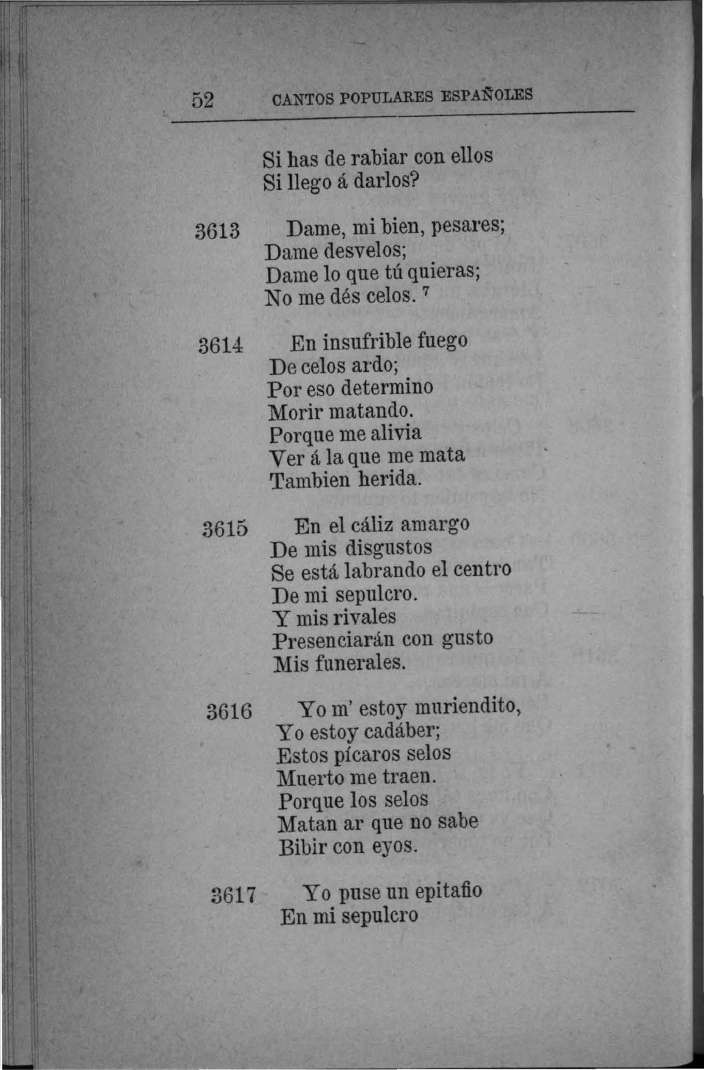 52 CANTOS POPULARES ESPAÑOLES
Si has de rabiar con ellos
Si llego á darlos?
3613 Dame, mi bien, pesares;
Dame desvelos;
Dame lo que tú quieras;
No me dés celos. 7
3614 En insufrible fuego
De celos ardo;
Por eso determino
Morir matando.
Porque me alivia
Ver á la que me mata
Tambien herida.
3615 En el cáliz amargo
De mis disgustos
Se está labrando el centro
De mi sepulcro.
Y mis rivales
Presenciarán con gusto
Mis funerales.
3616 Yo m' estoy muriendito,
Yo estoy cadáber;
Estos pícaros selos
Muerto me traen.
Porque los selos
Matan ar que no sabe
Bibir con eyos.
3617 Yo puse un epitafio
En mi sepulcro